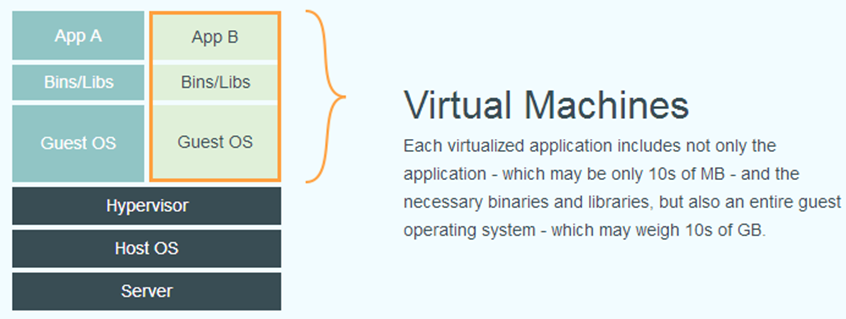 App A App B
Bins/Libs Bins/Libs
Guest OS Guest OS
Hypervisor
Host OS
Server
Virtual Machines
Each virtualized application includes not only the
application - which may be only 10s of MB - and the
necessary binaries and libraries, but also an entire guest
operating system - which may weigh 10s of GB.